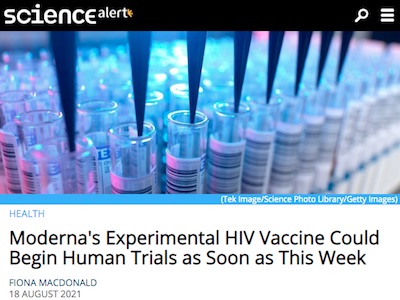 sciencealert
(Tek Image/Science Photo Library/Getty Images)
HEALTH
Moderna's Experimental HIV Vaccine Could
Begin Human Trials as Soon as This Week
FIONA MACDONALD
18 AUGUST 2021